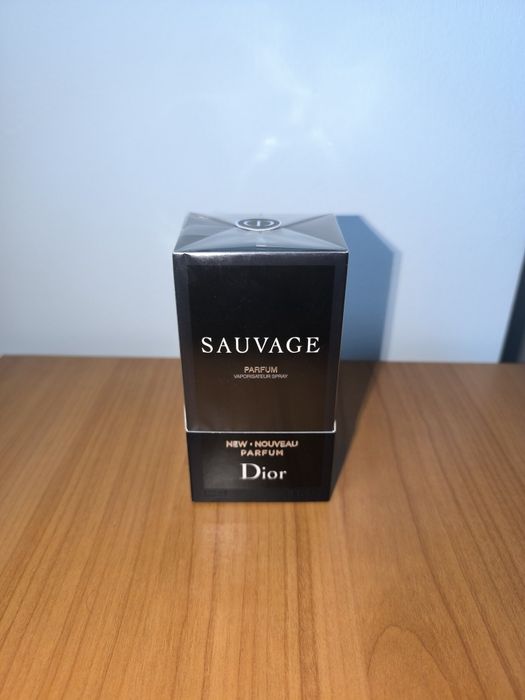 SAUVAGE
PARFUM
VAPORISATEUR SPRAY
NEW • NOUVEAU
PARFUM
Dior